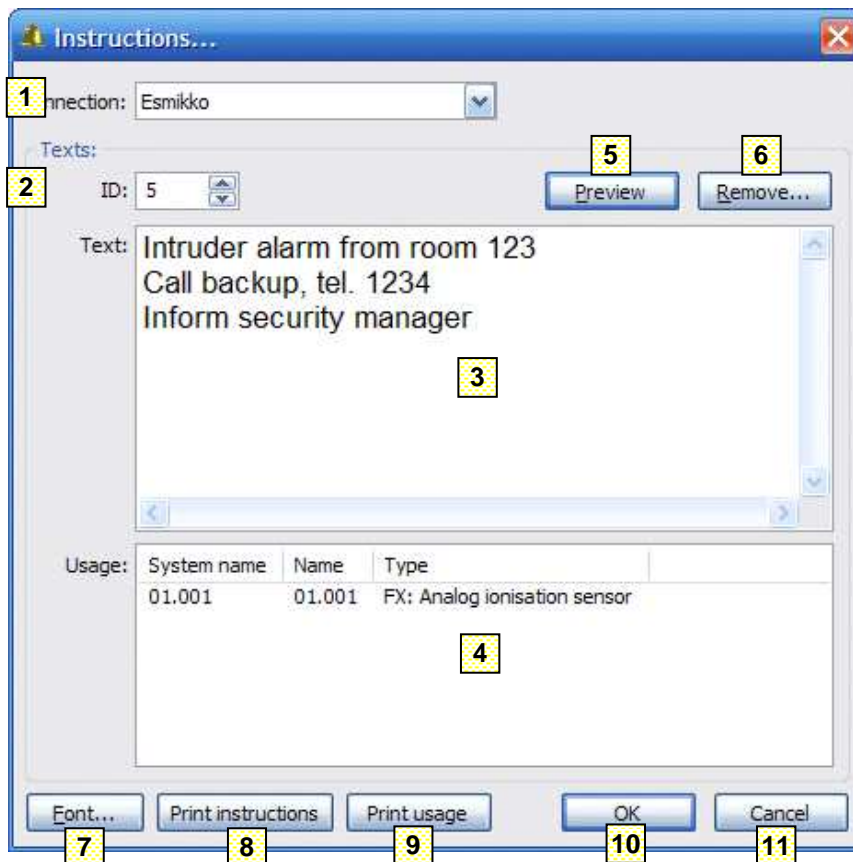 Instructions...
1 nnection: Esmikko
Texts:
5 6
2 ID: 5 Preview Remove...
Text: Intruder alarm from room 123
Call backup, tel. 1234
Inform security manager
3
Usage: System name Name Type
01.001 01.001 FX: Analog ionisation sensor
4
Font... Print instructions Print usage OK Cancel
7 8 9 10 11